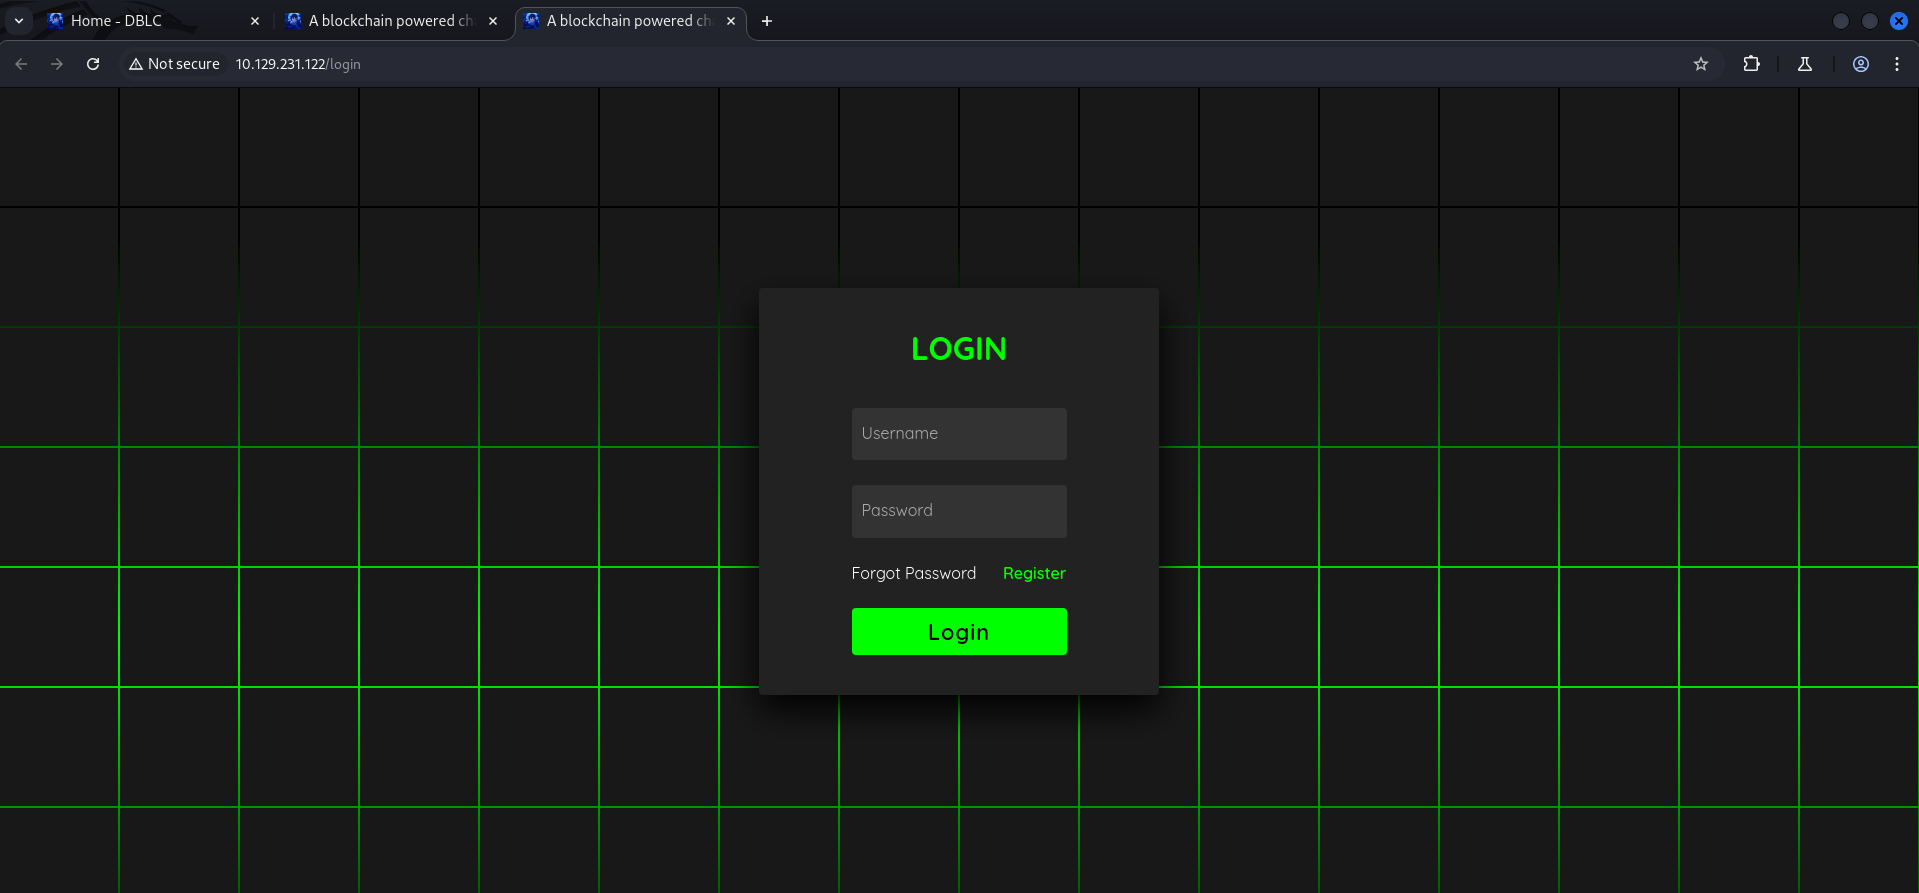 Home - DBLC
A blockchain powered ch
A blockchain powered ch
Not secure 10.129.231.122/login
LOGIN
Username
Password
Forgot Password Register
Login